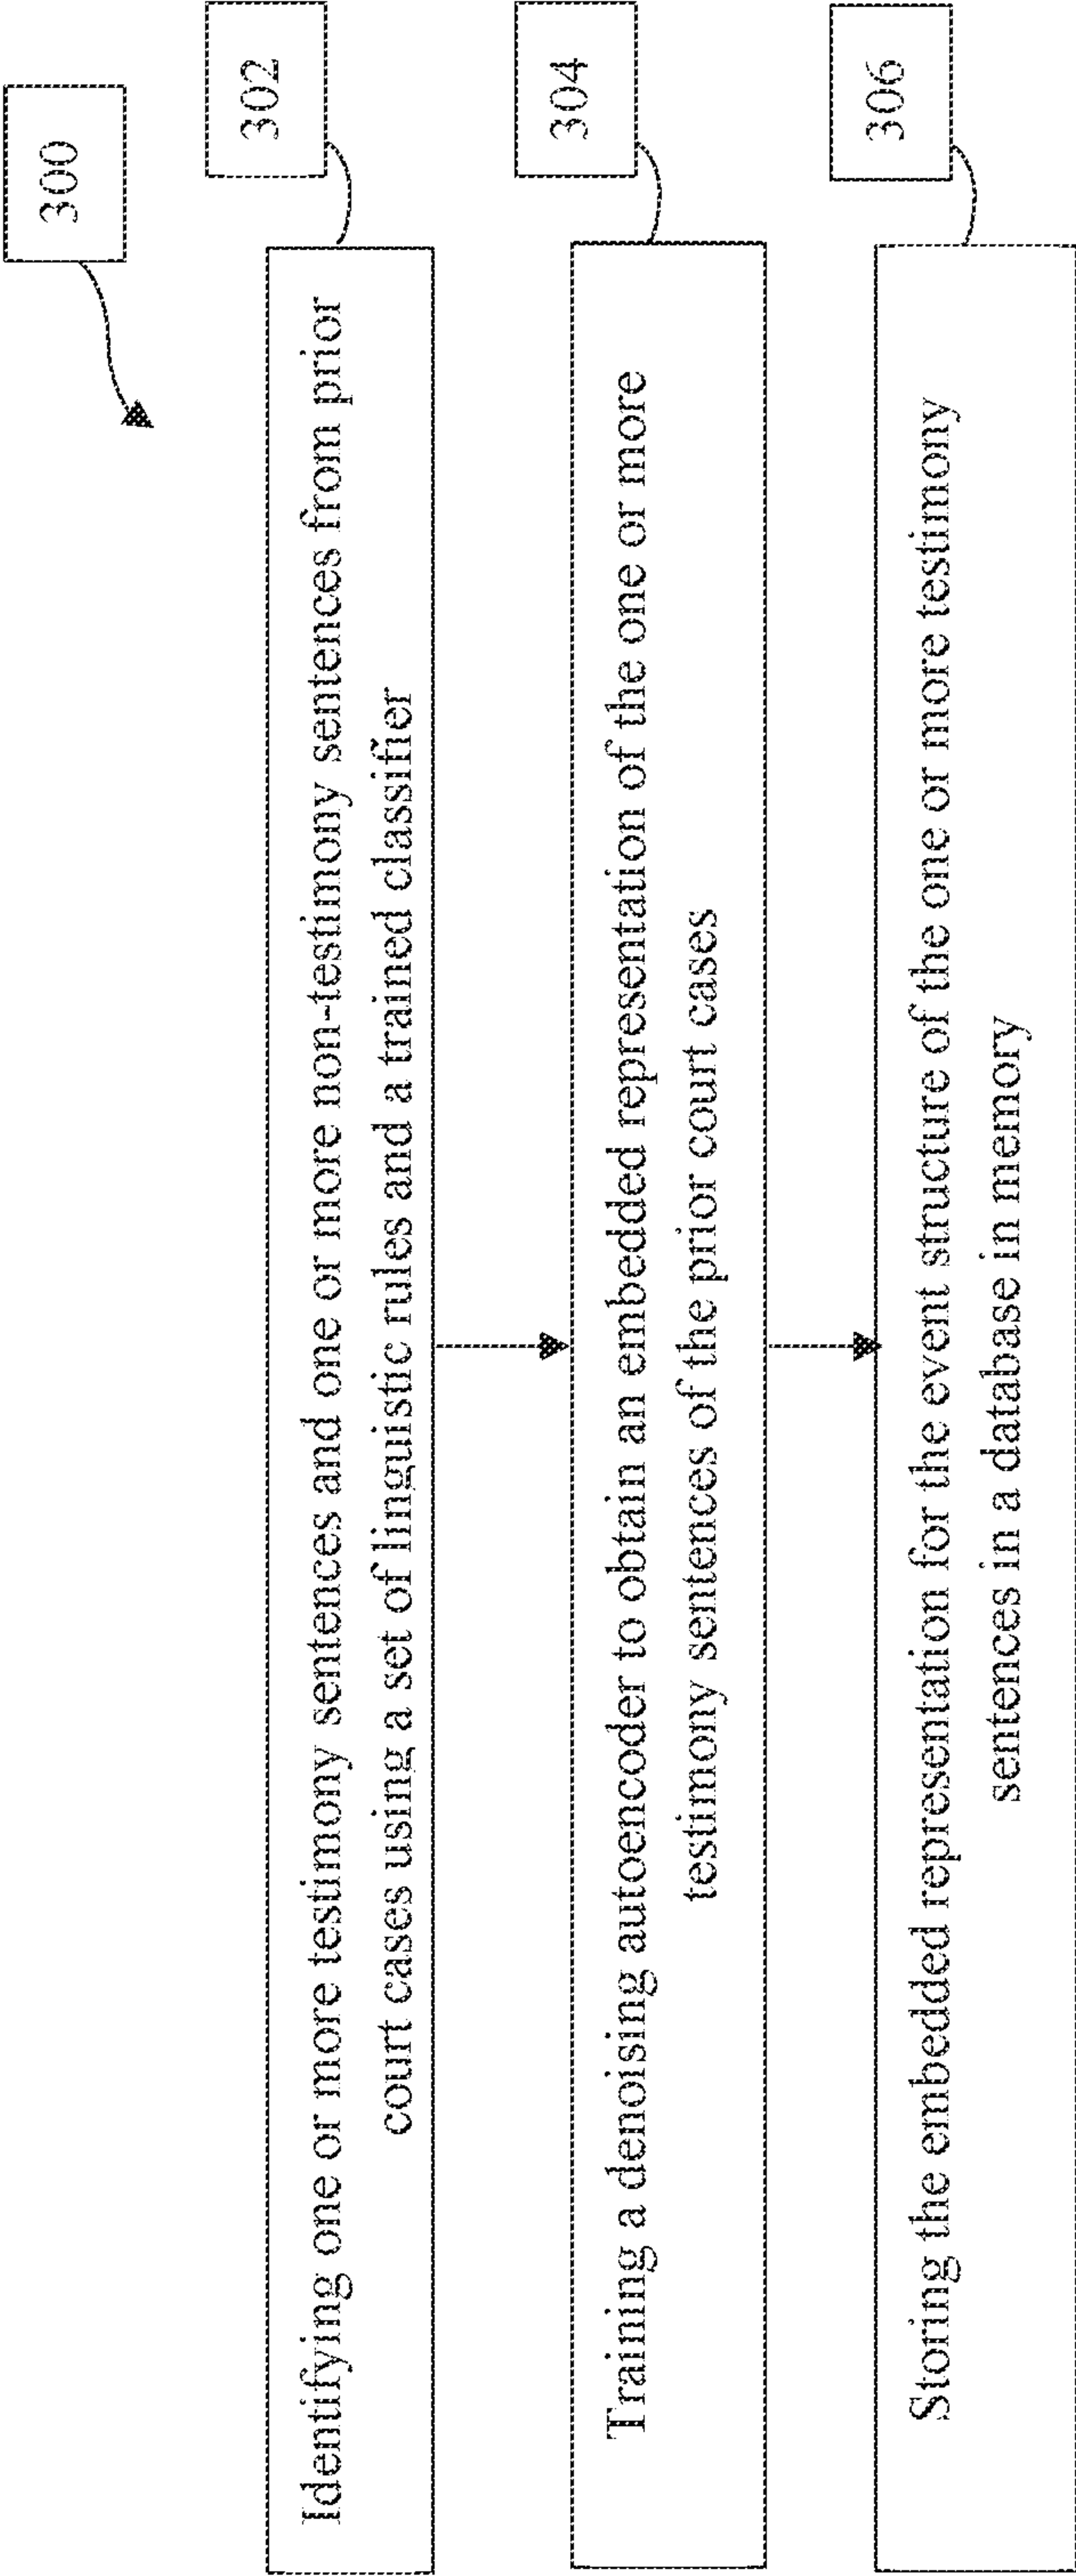 300
302
Identifying one or more testimony sentences and one or more non-testimony sentences from prior
court cases using a set of linguistic rules and a trained classifier
304
Training a denoising autoencoder to obtain an embedded representation of the one or more
testimony sentences of the prior court cases
306
Storing the embedded representation for the event structure of the one or more testimony
sentences in a database in memory